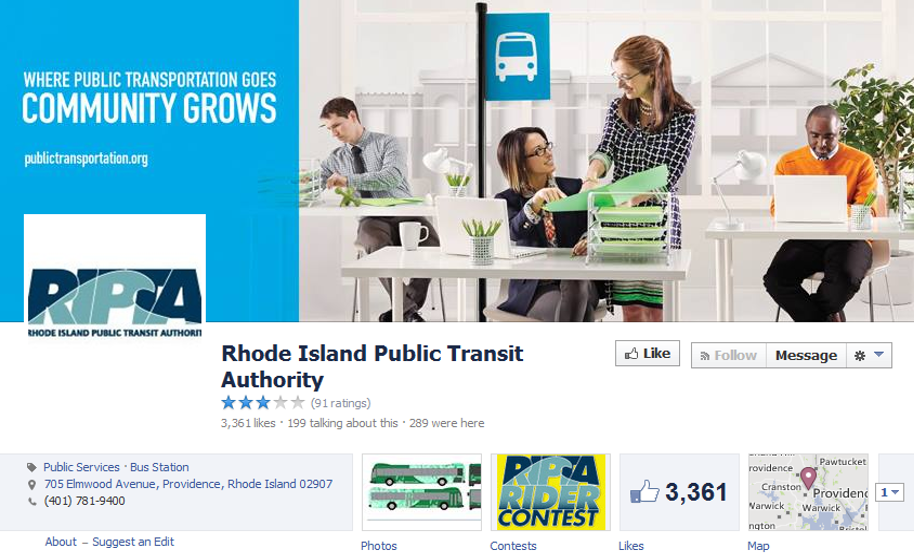 WHERE PUBLIC TRANSPORTATION GOES
COMMUNITY GROWS
publictransportation.org
RIPTA
RHODE ISLAND PUBLIC TRANSIT AUTHORIT
Rhode Island Public Transit
Authority
Like
Follow
Message
(91 ratings)
3,361 likes · 199 talking about this · 289 were here
Public Services · Bus Station
705 Elmwood Avenue, Providence, Rhode Island 02907
(401) 781-9400
About – Suggest an Edit
Photos
RIPTA
RIDER
CONTEST
Contests
3,361
Likes
rovidence
Pawtucket
Cranston
Providenc
Warwick
Warwick
ngton
Map
1